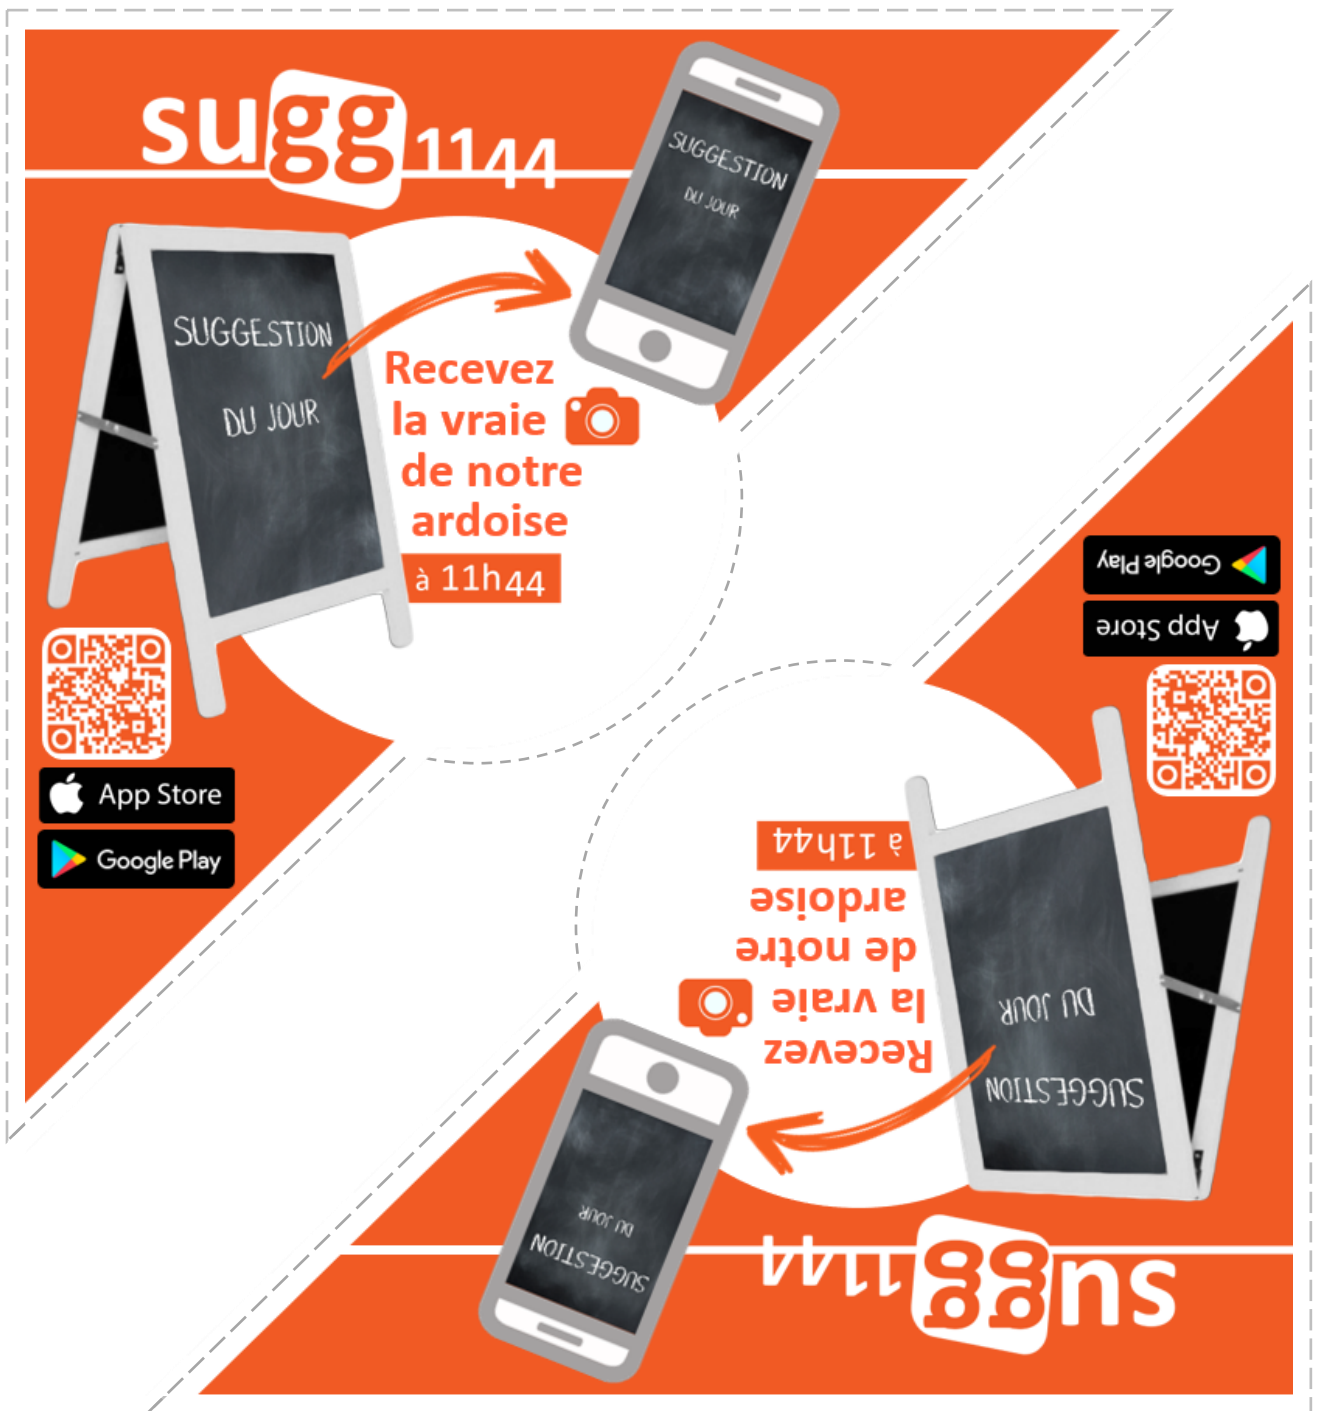 sugg1144
SUGGESTION
DU JOUR
SUGGESTION
DU JOUR
Recevez
la vraie
de notre
ardoise
à 11h44
App Store
Google Play
sugg1144
SUGGESTION
DU JOUR
SUGGESTION
DU JOUR
Recevez
la vraie
de notre
ardoise
à 11h44
App Store
Google Play